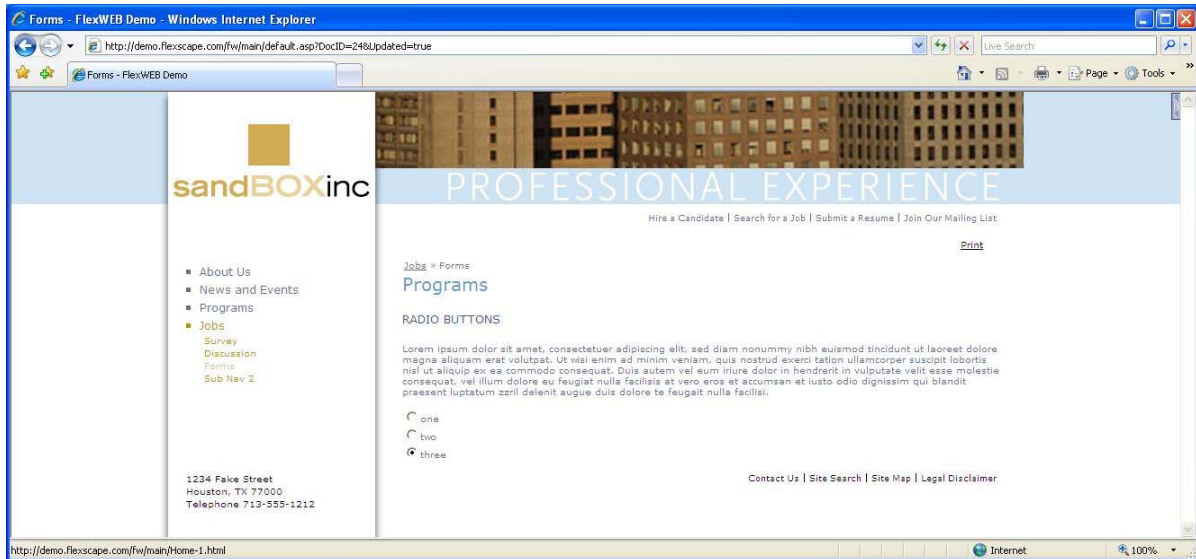 Forms - FlexWEB Demo - Windows Internet Explorer
http://demo.flexscape.com/fw/main/default.asp?DocID=24&Updated=true
Live Search
Forms - FlexWEB Demo
Page
Tools
sandBOXinc
PROFESSIONAL EXPERIENCE
Hire a Candidate | Search for a Job | Submit a Resume | Join Our Mailing List
Print
About Us
News and Events
Programs
Jobs
Survey
Discussion
Forms
Sub Nav 2
Jobs » Forms
Programs
RADIO BUTTONS
Lorem ipsum dolor sit amet, consectetuer adipiscing elit, sed diam nonummy nibh euismod tincidunt ut laoreet dolore
magna aliquam erat volutpat. Ut wisi enim ad minim veniam, quis nostrud exerci tation ullamcorper suscipit lobortis
nisl ut aliquip ex ea commodo consequat. Duis autem vel eum iriure dolor in hendrerit in vulputate velit esse molestie
consequat, vel illum dolore eu feugiat nulla facilisis at vero eros et accumsan et iusto odio dignissim qui blandit
praesent luptatum zzril delenit augue duis dolore te feugait nulla facilisi.
one
two
three
1234 Fake Street
Houston, TX 77000
Telephone 713-555-1212
Contact Us | Site Search | Site Map | Legal Disclaimer
http://demo.flexscape.com/fw/main/Home-1.html
Internet
100%